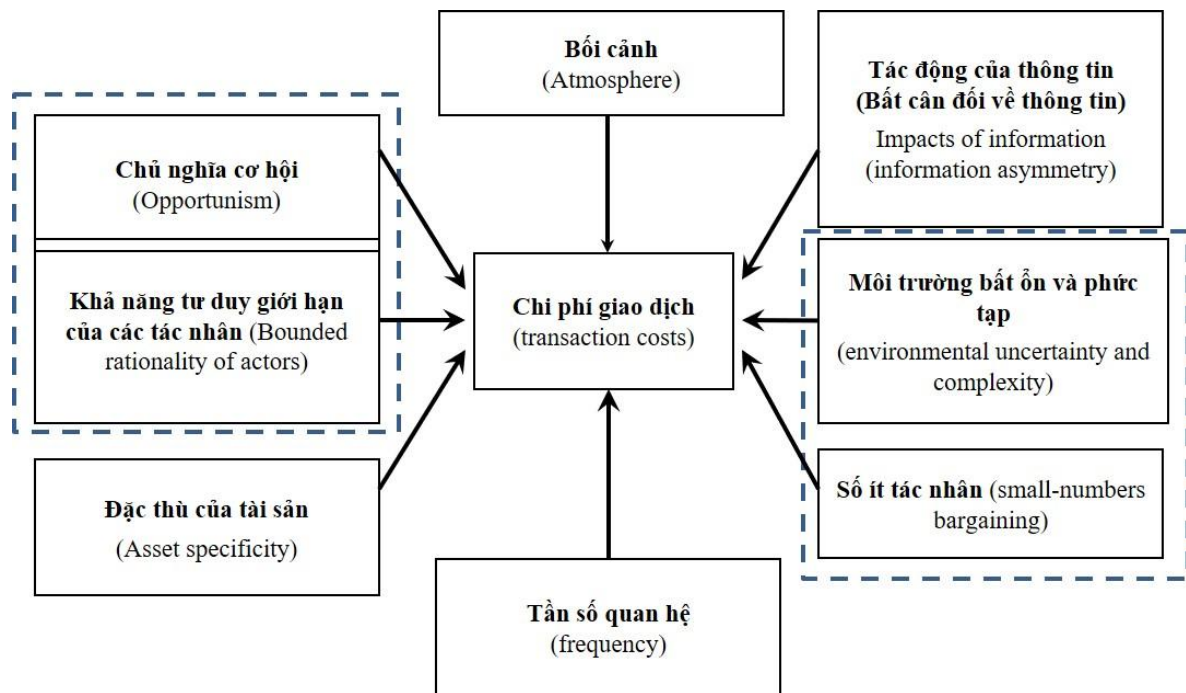 Bối cảnh
(Atmosphere)
Tác động của thông tin
(Bất cân đối về thông tin)
Impacts of information
(information asymmetry)
Chủ nghĩa cơ hội
(Opportunism)
Khả năng tư duy giới hạn
của các tác nhân (Bounded
rationality of actors)
Chi phí giao dịch
(transaction costs)
Môi trường bất ổn và phức
tạp
(environmental uncertainty and
complexity)
Đặc thù của tài sản
(Asset specificity)
Số ít tác nhân (small-numbers
bargaining)
Tần số quan hệ
(frequency)